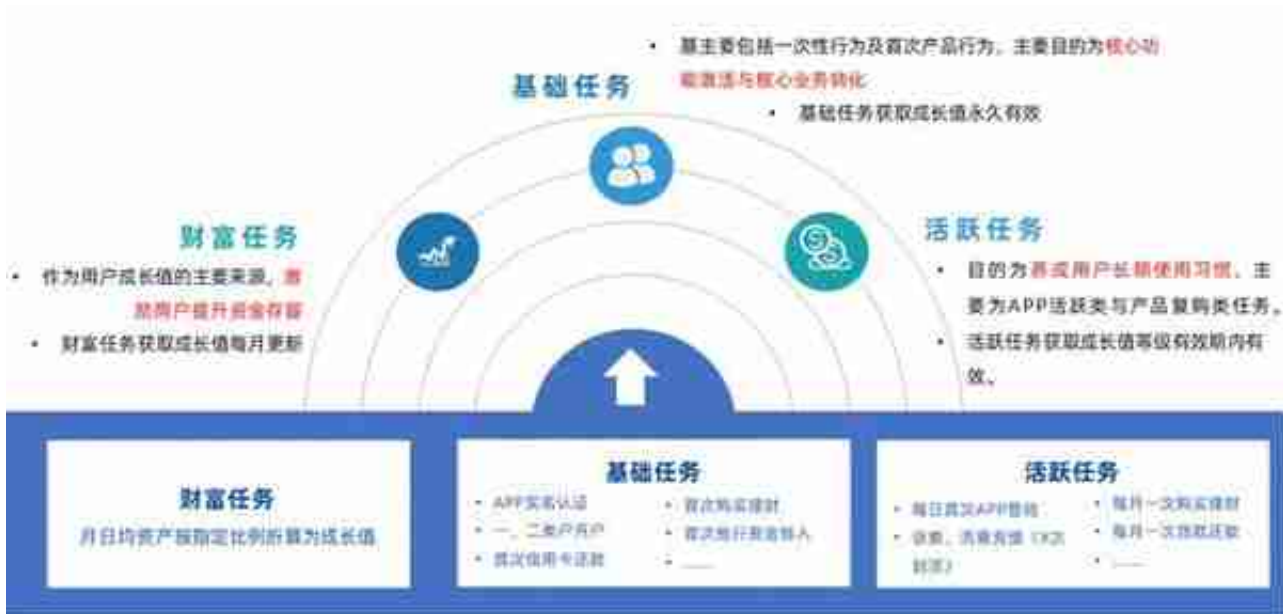 基础任务
• 基主要包括一次性行为及首次产品行为，主要目的为核心功
能激活与核心业务转化
• 基础任务获取成长值永久有效
财富任务
• 作为用户成长值的主要来源，激
励用户提升资金存留
• 财富任务获取成长值每月更新
活跃任务
• 目的为养成用户长期使用习惯，主
要为APP活跃类与产品复购类任务。
• 活跃任务获取成长值等级有效期内有
效。
财富任务
月日均资产按指定比例折算为成长值
基础任务
• APP实名认证
• 一、二类户开户
• 首次信用卡还款
• 首次购买理财
• 首次他行资金转入
• ......
活跃任务
• 每日首次APP登陆
• 话费、流量充值（X次
封顶）
• 每月一次购买理财
• 每月一次贷款还款
• ......